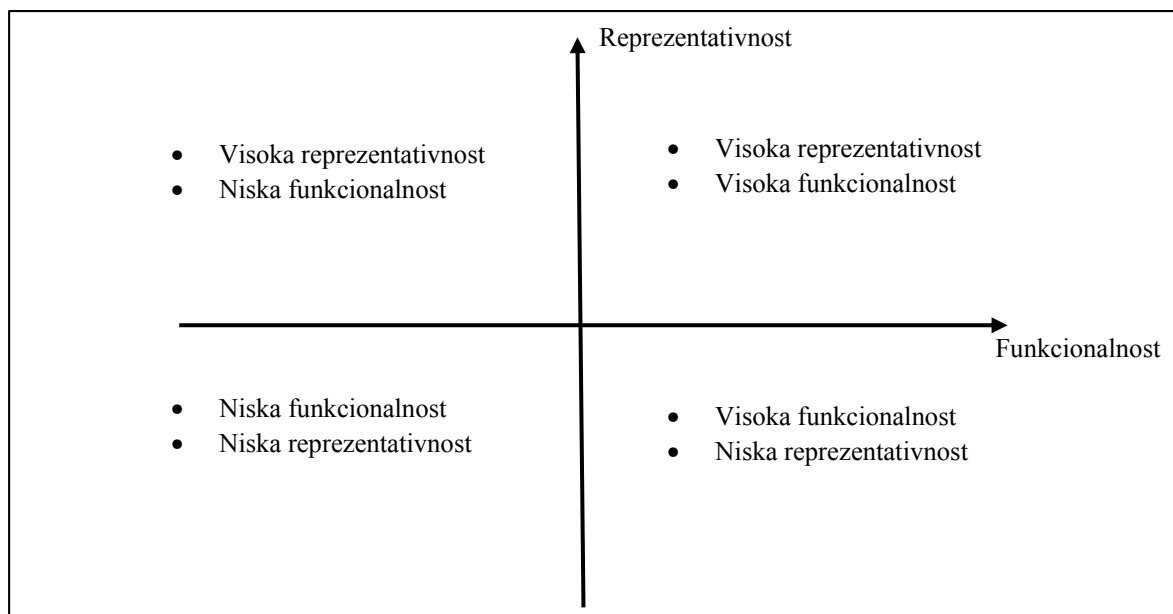 Reprezentativnost
• Visoka reprezentativnost
• Niska funkcionalnost
• Visoka reprezentativnost
• Visoka funkcionalnost
Funkcionalnost
• Niska funkcionalnost
• Niska reprezentativnost
• Visoka funkcionalnost
• Niska reprezentativnost